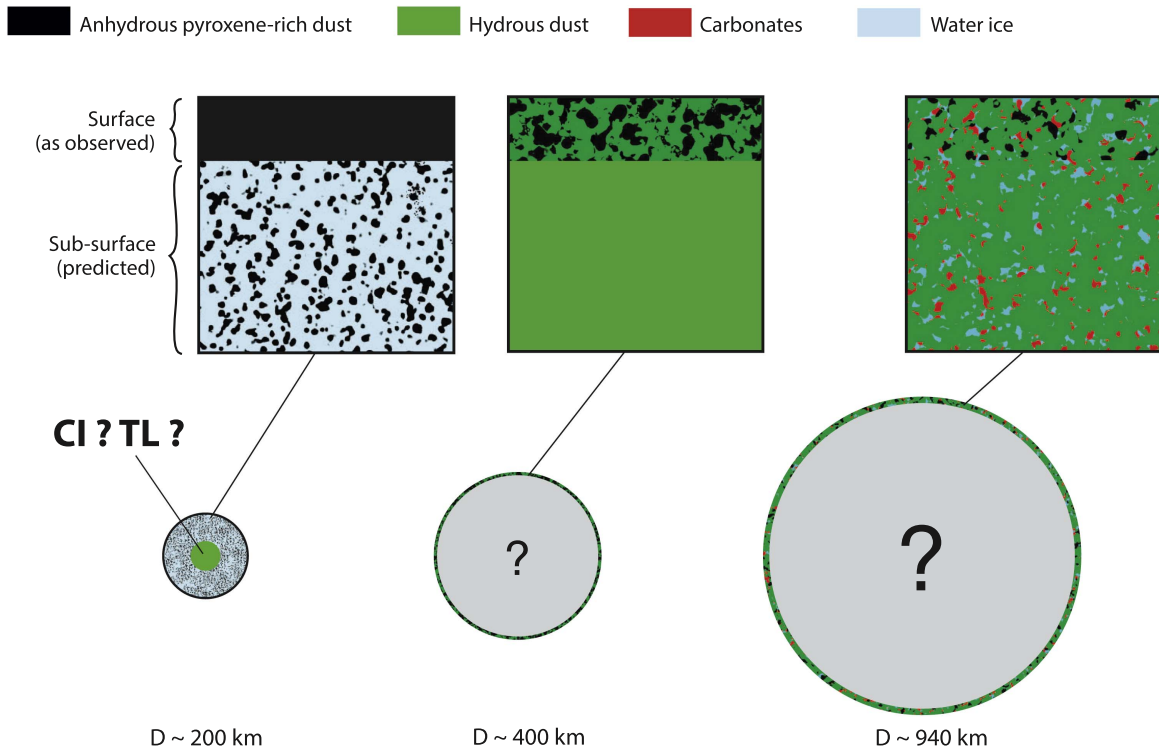 Anhydrous pyroxene-rich dust
Hydrous dust
Carbonates
Water ice
Surface
(as observed)
Sub-surface
(predicted)
CI ? TL ?
?
?
D ~ 200 km
D ~ 400 km
D ~ 940 km